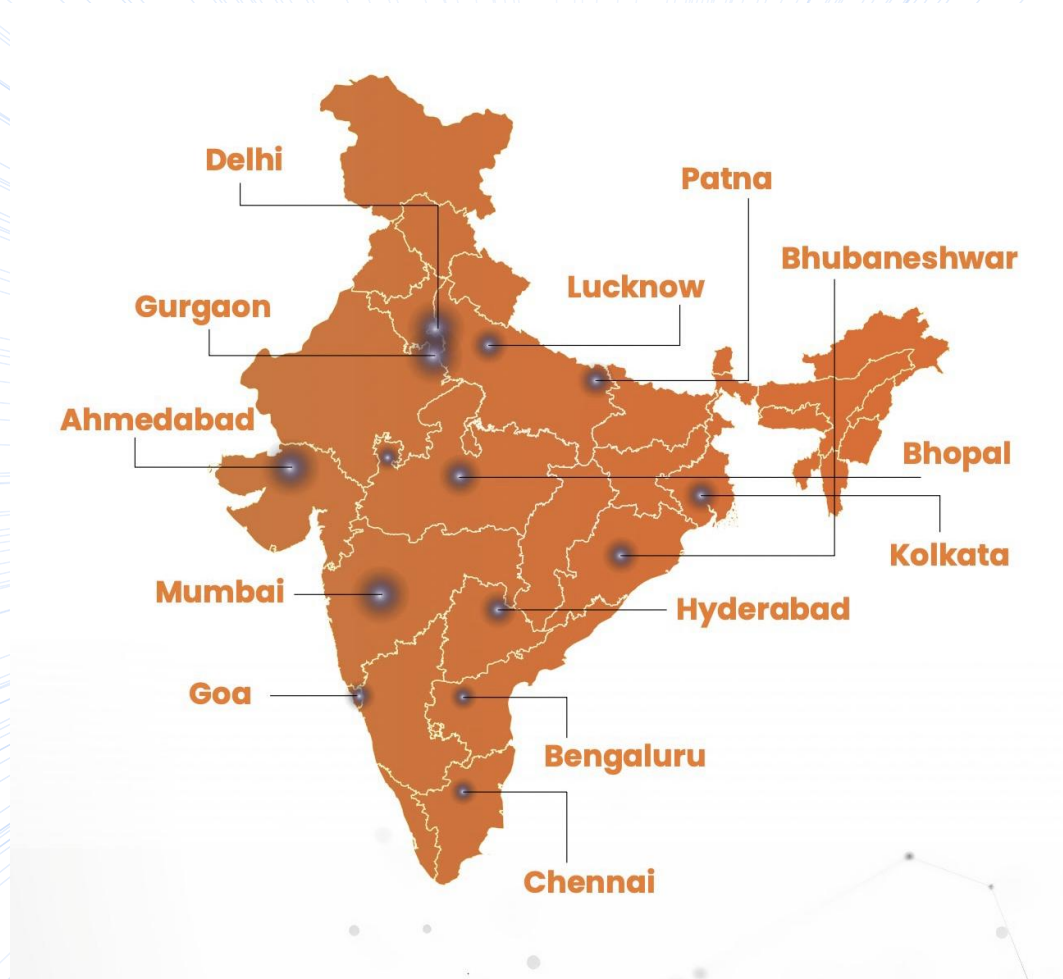 Delhi
Patna
Bhubaneshwar
Lucknow
Gurgaon
Ahmedabad
Bhopal
Kolkata
Mumbai
Hyderabad
Goa
Bengaluru
Chennai